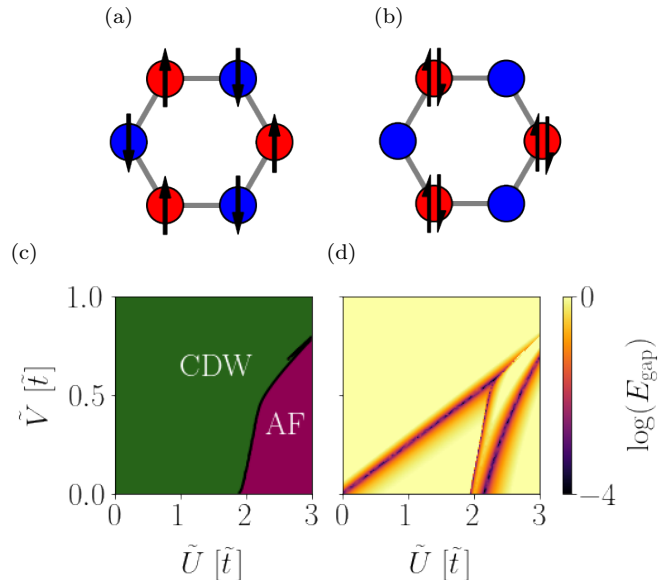 (a) (b)
(c) (d)
1.0 0
CDW
Ṽ [t̃] 0.5 log(E_gap)
AF
0.0 −4
0 1 2 3 0 1 2 3
Ũ [t̃] Ũ [t̃]